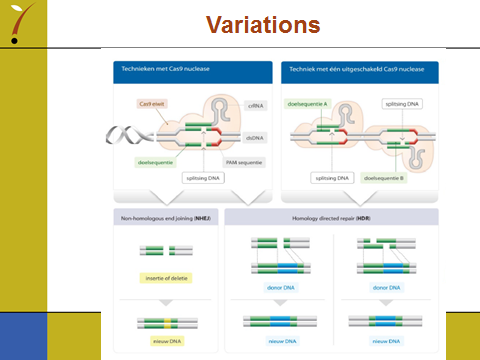 Variations
Technieken met Cas9 nuclease
Techniek met één uitgeschakeld Cas9 nuclease
Cas9 eiwit
crRNA
dsDNA
doelsequentie
PAM sequentie
splitsing DNA
doelsequentie A
splitsing DNA
splitsing DNA
doelsequentie B
Non-homologous end joining (NHEJ)
Homology directed repair (HDR)
insertie of deletie
donor DNA
donor DNA
nieuw DNA
nieuw DNA
nieuw DNA